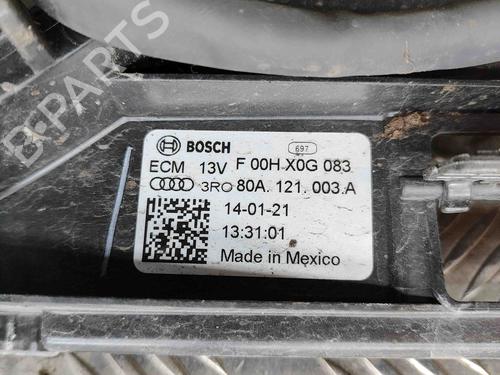 B-PARTS
BOSCH 697
ECM 13V F 00H X0G 083
3RO 80A. 121. 003. A
14-01-21
13:31:01
Made in Mexico